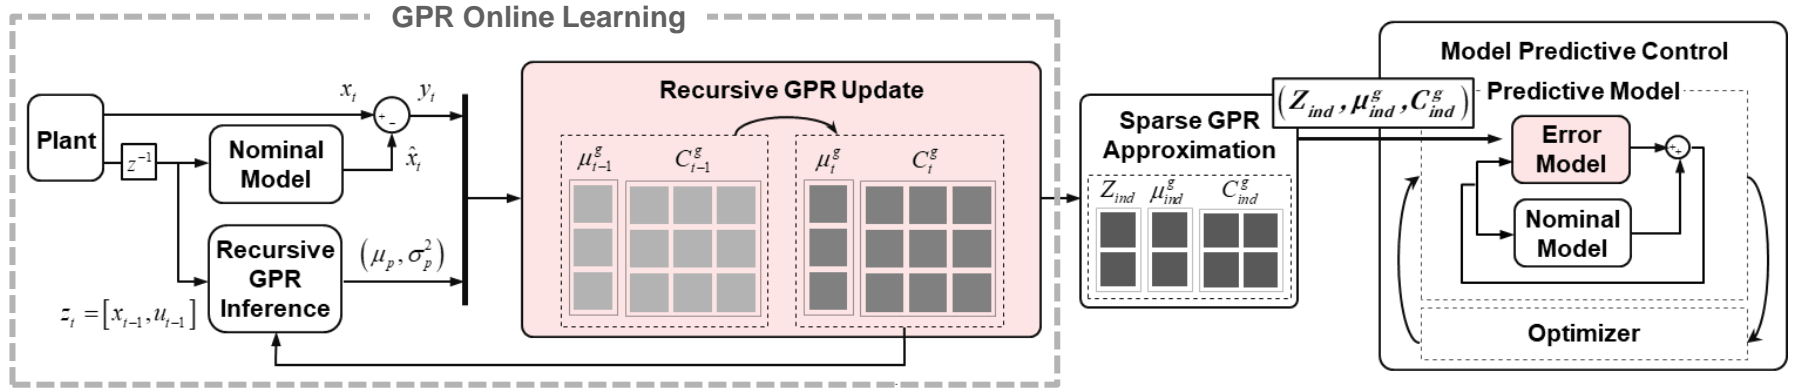 GPR Online Learning
Plant
z⁻¹
x_t
+
−
y_t
x̂_t
Nominal
Model
Recursive
GPR
Inference
(μ_p, σ_p²)
z_t = [x_{t−1}, u_{t−1}]
Recursive GPR Update
μ^g_{t−1} C^g_{t−1}
μ^g_t C^g_t
Sparse GPR
Approximation
Z_ind μ^g_ind C^g_ind
(Z_ind, μ^g_ind, C^g_ind)
Model Predictive Control
Predictive Model
Error
Model
+
+
Nominal
Model
Optimizer